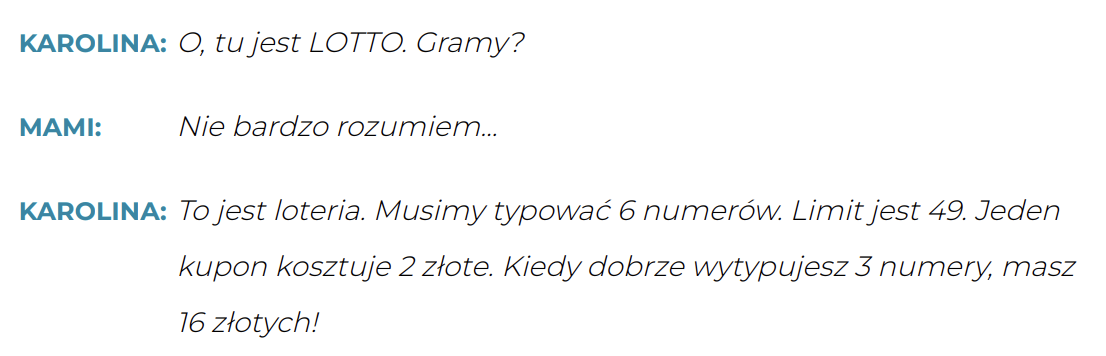 KAROLINA: O, tu jest LOTTO. Gramy?
MAMI: Nie bardzo rozumiem...
KAROLINA: To jest loteria. Musimy typować 6 numerów. Limit jest 49. Jeden
kupon kosztuje 2 złote. Kiedy dobrze wytypujesz 3 numery, masz
16 złotych!